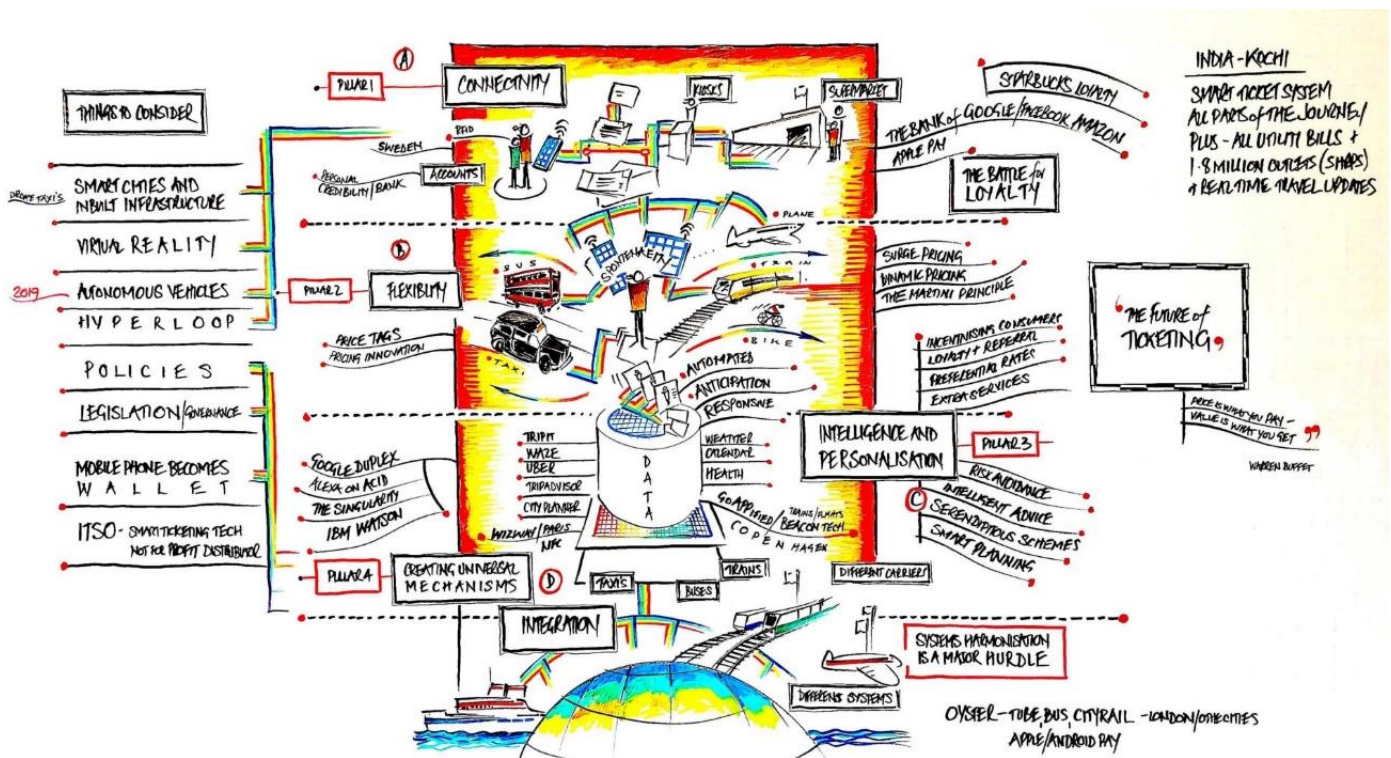 THINGS TO CONSIDER
DRONE TAXI'S
SMART CITIES AND
INBUILT INFRASTRUCTURE
VIRTUAL REALITY
2019
AUTONOMOUS VEHICLES
HYPERLOOP
POLICIES
LEGISLATION/GOVERNANCE
MOBILE PHONE BECOMES
WALLET
ITSO - SMART TICKETING TECH
NOT FOR PROFIT DISTRIBUTOR
PILLAR 1
A
CONNECTIVITY
KIOSKS
SUPERMARKET
RFID
SWEDEN
PERSONAL
CREDIBILITY/BANK
ACCOUNTS
STARBUCKS LOYALTY
THE BANK of GOOGLE/FACEBOOK AMAZON
APPLE PAY
THE BATTLE for
LOYALTY
INDIA - KOCHI
SMART TICKET SYSTEM
ALL PARTS of THE JOURNEY
PLUS - ALL UTILITI BILLS +
1.8 MILLION OUTLETS (SHOPS)
+ REAL TIME TRAVEL UPDATES
B
PILLAR 2
FLEXIBLITY
PRICE TAGS
PRICING INNOVATION
BUS
SPONTENAEITY
PLANE
TRAIN
TAXI
BIKE
SURGE PRICING
DYNAMIC PRICING
THE MARTINI PRINCIPLE
INCENTIVISING CONSUMERS
LOYALTY + REFERRAL
PREFERENTIAL RATES
EXTRA SERVICES
"THE FUTURE of
TICKETING"
PRICE IS WHAT YOU PAY -
VALUE IS WHAT YOU GET "
WARREN BUFFET
AUTOMATED
ANTICIPATION
RESPONSIVE
GOOGLE DUPLEX
ALEXA ON ACID
THE SINGULARITY
IBM WATSON
TRIPIT
WAZE
UBER
TRIPADVISOR
CITY PLANNER
WIZWAY/PARIS
NFC
DATA
WEATHER
CALENDAR
HEALTH
TRAINS/FLIGHTS
BEACON TECH
COPENHAGEN
INTELLIGENCE AND
PERSONALISATION
PILLAR 3
C
RISK AVOIDANCE
INTELLIGENT ADVICE
SERENDIPITOUS SCHEMES
SMART PLANNING
PILLAR 4
CREATING UNIVERSAL
MECHANISMS
D
INTEGRATION
TAXI'S
BUSES
TRAINS
DIFFERENT CARRIERS
DIFFERENT SYSTEMS
SYSTEMS HARMONISATION
IS A MAJOR HURDLE
OYSTER - TUBE, BUS, CITYRAIL - LONDON/OTHER CITIES
APPLE/ANDROID PAY